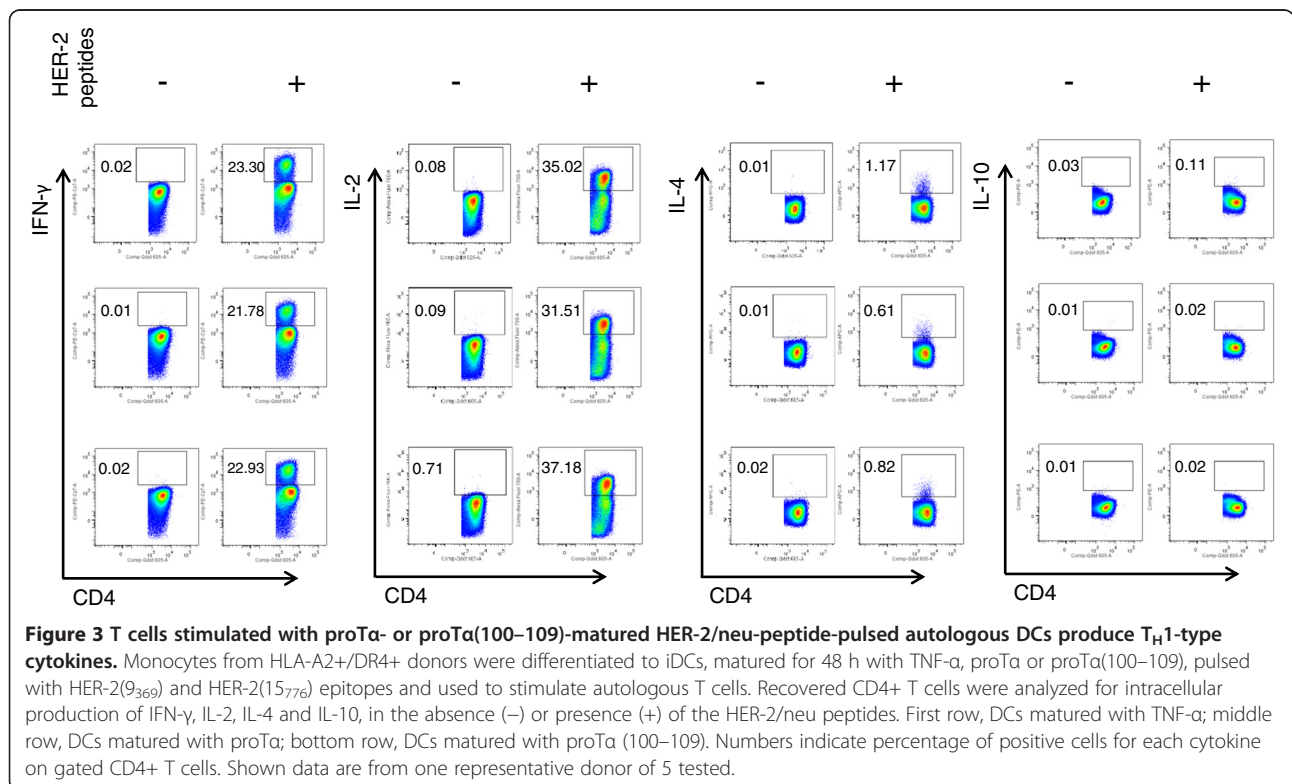 HER-2
peptides
- + - + - + - +
IFN-γ
0.02 23.30
IL-2
0.08 35.02
IL-4
0.01 1.17
IL-10
0.03 0.11
0.01 21.78 0.09 31.51 0.01 0.61 0.01 0.02
0.02 22.93 0.71 37.18 0.02 0.82 0.01 0.02
CD4 CD4 CD4 CD4
Figure 3 T cells stimulated with proTα- or proTα(100–109)-matured HER-2/neu-peptide-pulsed autologous DCs produce TH1-type
cytokines. Monocytes from HLA-A2+/DR4+ donors were differentiated to iDCs, matured for 48 h with TNF-α, proTα or proTα(100–109), pulsed
with HER-2(9369) and HER-2(15776) epitopes and used to stimulate autologous T cells. Recovered CD4+ T cells were analyzed for intracellular
production of IFN-γ, IL-2, IL-4 and IL-10, in the absence (−) or presence (+) of the HER-2/neu peptides. First row, DCs matured with TNF-α; middle
row, DCs matured with proTα; bottom row, DCs matured with proTα (100–109). Numbers indicate percentage of positive cells for each cytokine
on gated CD4+ T cells. Shown data are from one representative donor of 5 tested.